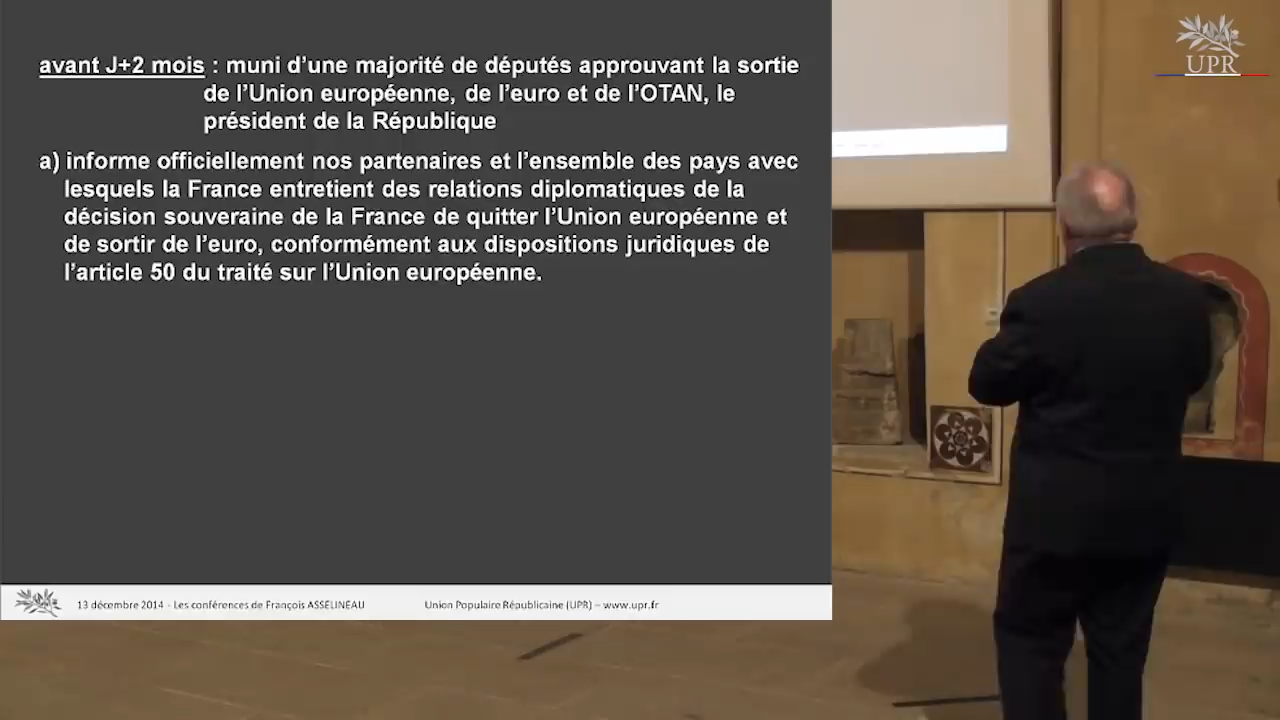 avant J+2 mois : muni d’une majorité de députés approuvant la sortie
de l’Union européenne, de l’euro et de l’OTAN, le
président de la République
a) informe officiellement nos partenaires et l’ensemble des pays avec
lesquels la France entretient des relations diplomatiques de la
décision souveraine de la France de quitter l’Union européenne et
de sortir de l’euro, conformément aux dispositions juridiques de
l’article 50 du traité sur l’Union européenne.
13 décembre 2014 - Les conférences de François ASSELINEAU
Union Populaire Républicaine (UPR) – www.upr.fr
UPR